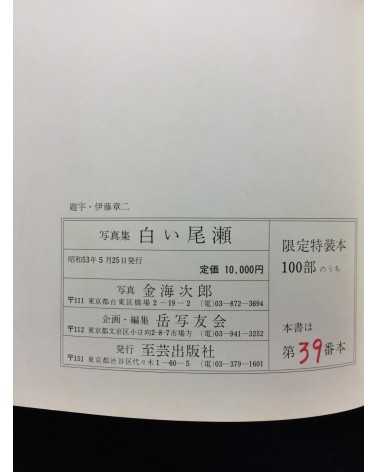 題字・伊藤章二
写真集 白い尾瀬
昭和53年5月25日発行
定価 10,000円
写真 金海次郎
〒111 東京都台東区橋場2-19-2 (電)03-872-3694
企画・編集 岳写友会
〒112 東京都文京区小日向2-8-7市場方 (電)03-941-3252
発行 至芸出版社
〒151 東京都渋谷区代々木1-60-5 (電)03-379-1601
限定特装本
100部のうち
本書は
第39番本